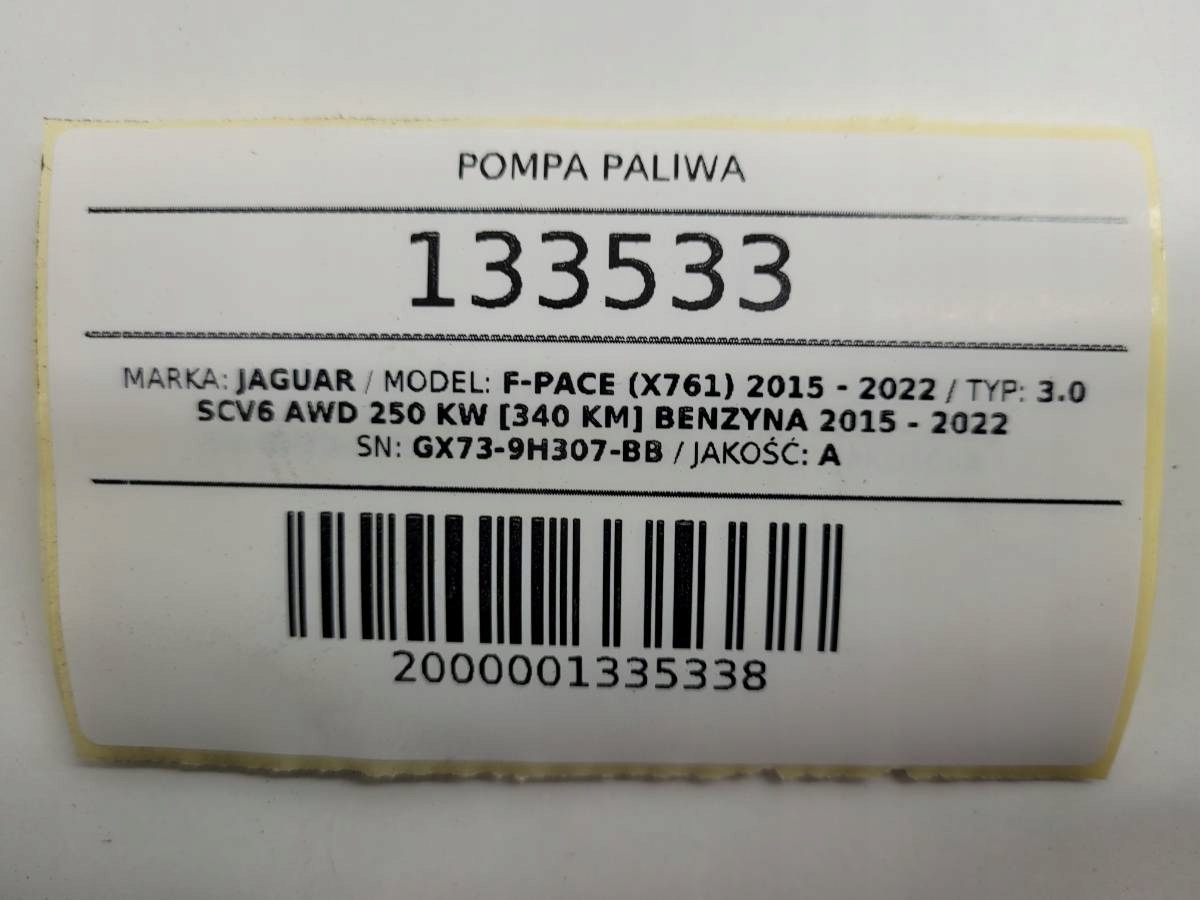 POMPA PALIWA
133533
MARKA: JAGUAR / MODEL: F-PACE (X761) 2015 - 2022 / TYP: 3.0
SCV6 AWD 250 KW [340 KM] BENZYNA 2015 - 2022
SN: GX73-9H307-BB / JAKOŚĆ: A
2000001335338